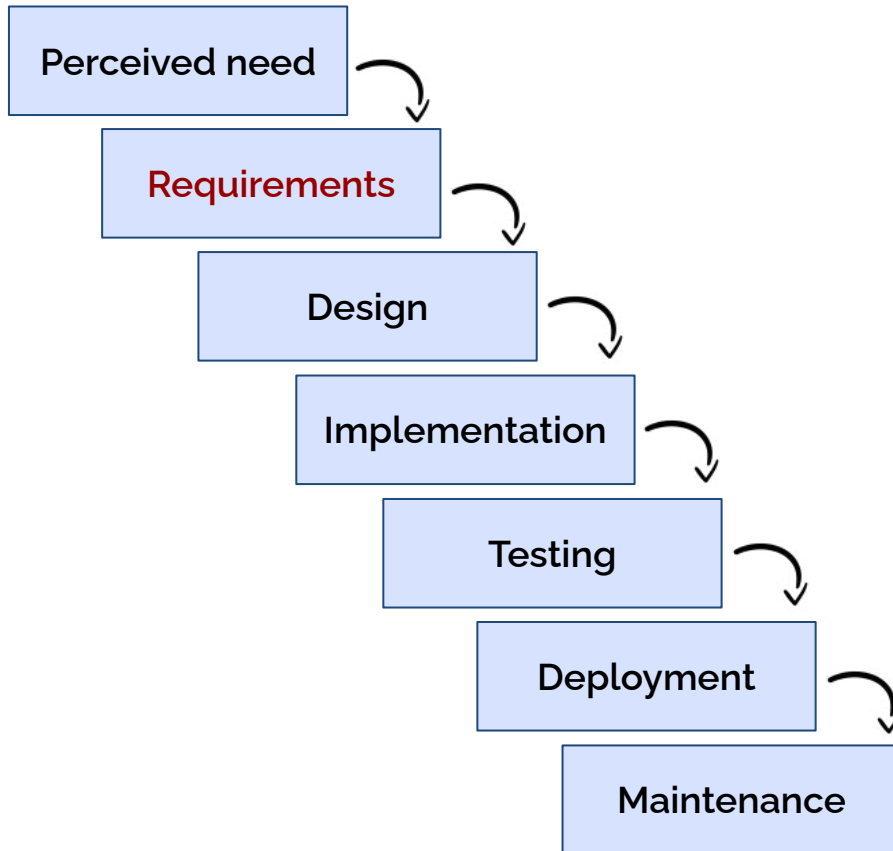 Perceived need
Requirements
Design
Implementation
Testing
Deployment
Maintenance